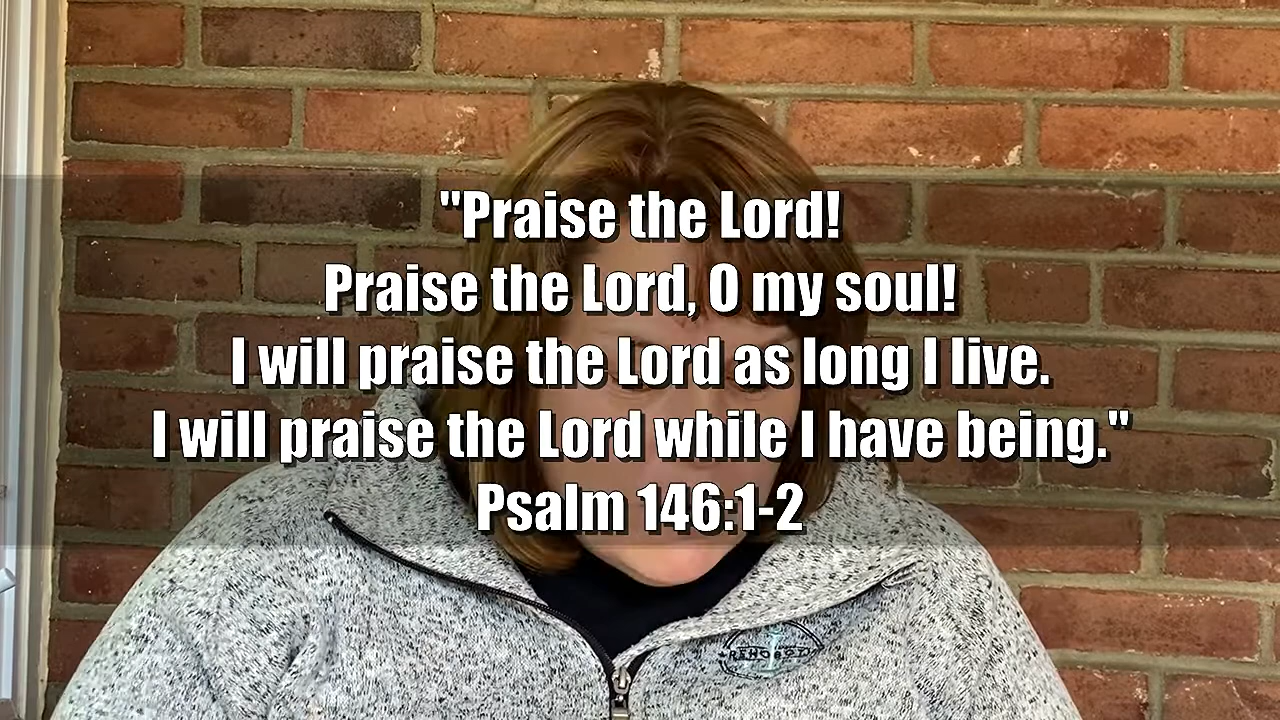 "Praise the Lord!
Praise the Lord, O my soul!
I will praise the Lord as long I live.
I will praise the Lord while I have being."
Psalm 146:1-2
REHOBOTH